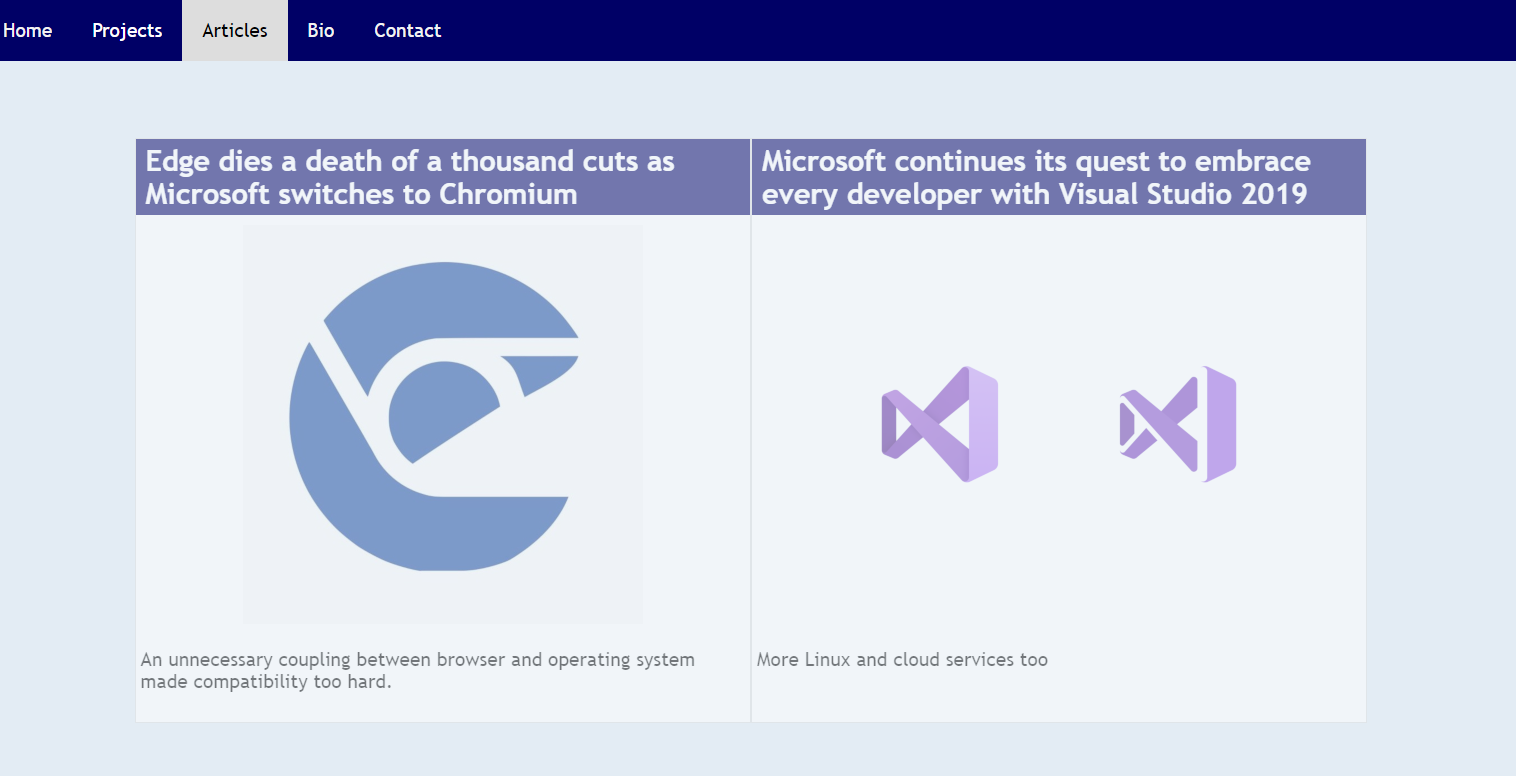 Home
Projects
Articles
Bio
Contact
Edge dies a death of a thousand cuts as
Microsoft switches to Chromium
An unnecessary coupling between browser and operating system
made compatibility too hard.
Microsoft continues its quest to embrace
every developer with Visual Studio 2019
More Linux and cloud services too